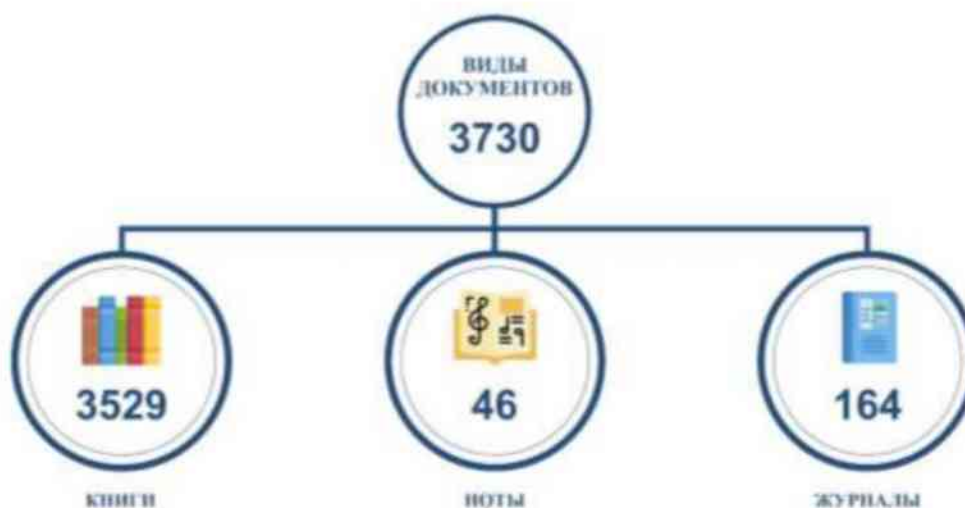 ВИДЫ
ДОКУМЕНТОВ
3730
3529
46
164
КНИГИ
НОТЫ
ЖУРНАЛЫ